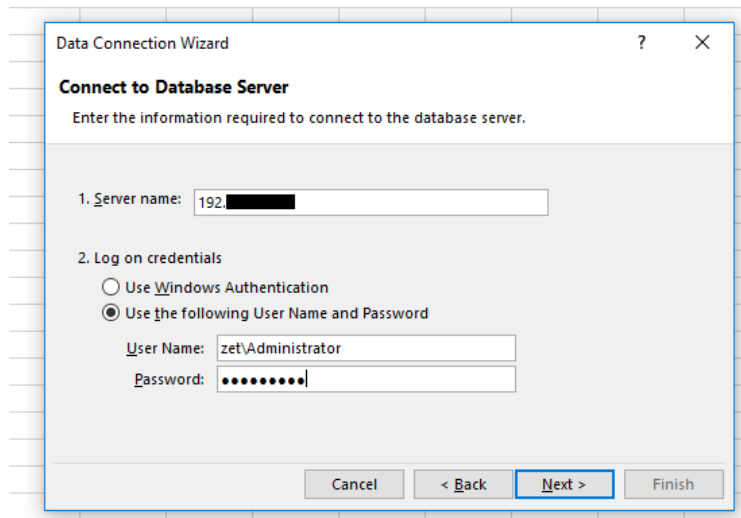 Data Connection Wizard
?
Connect to Database Server
Enter the information required to connect to the database server.
1. Server name: 192.
2. Log on credentials
Use Windows Authentication
Use the following User Name and Password
User Name: zet\Administrator
Password: ●●●●●●●●●
Cancel < Back Next > Finish